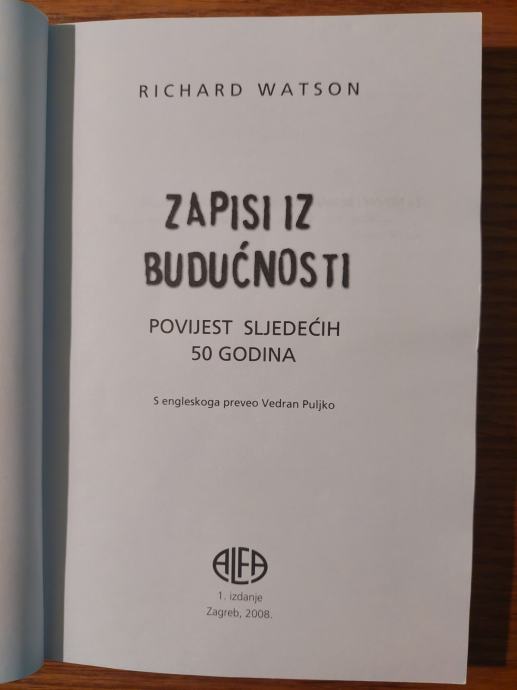 RICHARD WATSON
ZAPISI IZ
BUDUĆNOSTI
POVIJEST SLJEDEĆIH
50 GODINA
S engleskoga preveo Vedran Puljko
ALFA
1. izdanje
Zagreb, 2008.